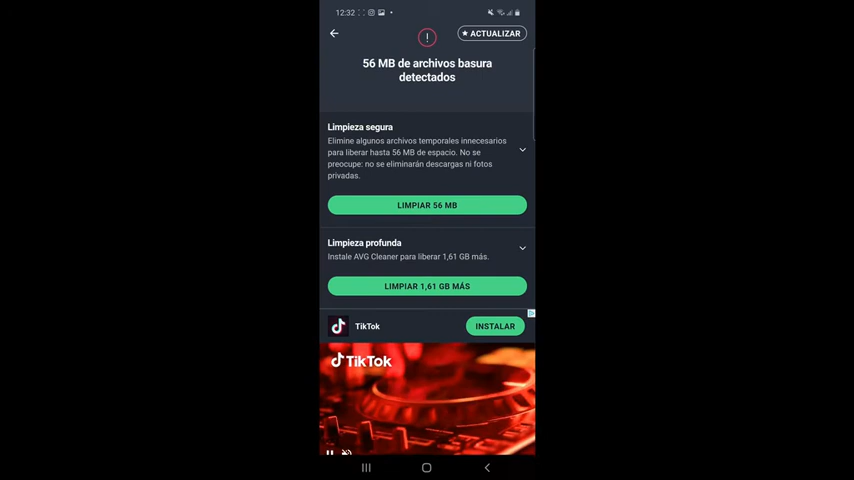 12:32
ACTUALIZAR
56 MB de archivos basura
detectados
Limpieza segura
Elimine algunos archivos temporales innecesarios
para liberar hasta 56 MB de espacio. No se
preocupe: no se eliminarán descargas ni fotos
privadas.
LIMPIAR 56 MB
Limpieza profunda
Instale AVG Cleaner para liberar 1,61 GB más.
LIMPIAR 1,61 GB MÁS
TikTok
INSTALAR
TikTok